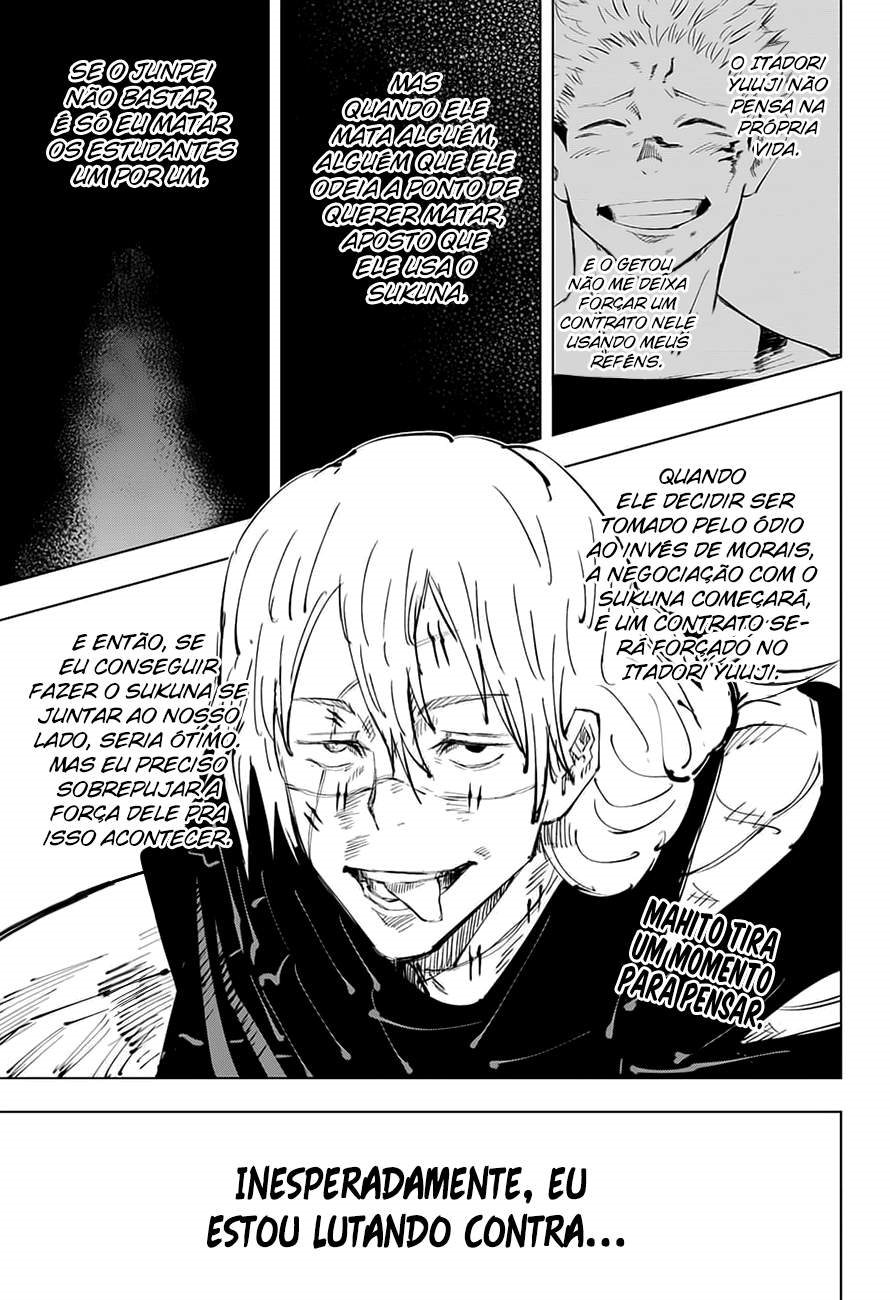 O ITADORI
YUUJI NÃO
PENSA NA
PRÓPRIA
VIDA.
E O GETOU
NÃO ME DEIXA
FORÇAR UM
CONTRATO NELE
USANDO MEUS
REFÉNS.
MAS
QUANDO ELE
MATA ALGUÉM,
ALGUÉM QUE ELE
ODEIA A PONTO DE
QUERER MATAR,
APOSTO QUE
ELE USA O
SUKUNA.
SE O JUNPEI
NÃO BASTAR,
É SÓ EU MATAR
OS ESTUDANTES
UM POR UM.
QUANDO
ELE DECIDIR SER
TOMADO PELO ÓDIO
AO INVÉS DE MORAIS,
A NEGOCIAÇÃO COM O
SUKUNA COMEÇARÁ,
E UM CONTRATO SE-
RÁ FORÇADO NO
ITADORI YUUJI.
E ENTÃO, SE
EU CONSEGUIR
FAZER O SUKUNA SE
JUNTAR AO NOSSO
LADO, SERIA ÓTIMO.
MAS EU PRECISO
SOBREPUJAR A
FORÇA DELE PRA
ISSO ACONTECER.
MAHITO TIRA
UM MOMENTO
PARA PENSAR.
INESPERADAMENTE, EU
ESTOU LUTANDO CONTRA...